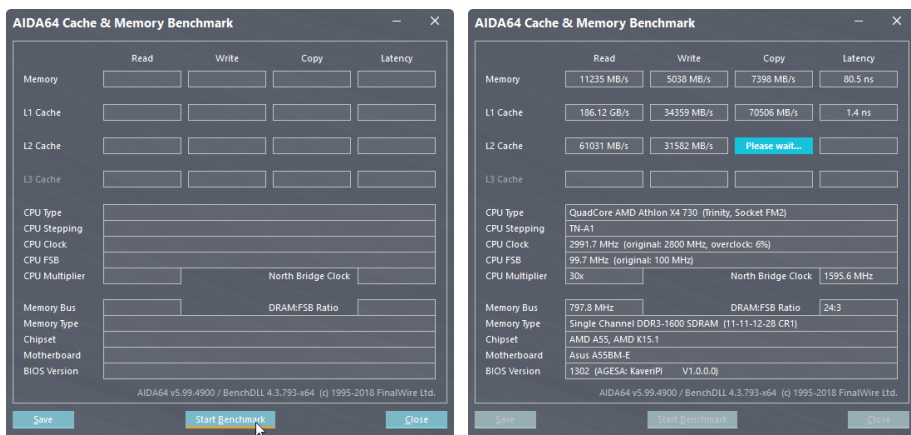 AIDA64 Cache & Memory Benchmark
Read Write Copy Latency
Memory
L1 Cache
L2 Cache
L3 Cache
CPU Type
CPU Stepping
CPU Clock
CPU FSB
CPU Multiplier North Bridge Clock
Memory Bus DRAM:FSB Ratio
Memory Type
Chipset
Motherboard
BIOS Version
AIDA64 v5.99.4900 / BenchDLL 4.3.793-x64 (c) 1995-2018 FinalWire Ltd.
Save Start Benchmark Close
AIDA64 Cache & Memory Benchmark
Read Write Copy Latency
Memory 11235 MB/s 5038 MB/s 7398 MB/s 80.5 ns
L1 Cache 186.12 GB/s 34359 MB/s 70506 MB/s 1.4 ns
L2 Cache 61031 MB/s 31582 MB/s Please wait...
L3 Cache
CPU Type QuadCore AMD Athlon X4 730 (Trinity, Socket FM2)
CPU Stepping TN-A1
CPU Clock 2991.7 MHz (original: 2800 MHz, overclock: 6%)
CPU FSB 99.7 MHz (original: 100 MHz)
CPU Multiplier 30x North Bridge Clock 1595.6 MHz
Memory Bus 797.8 MHz DRAM:FSB Ratio 24:3
Memory Type Single Channel DDR3-1600 SDRAM (11-11-12-28 CR1)
Chipset AMD A55, AMD K15.1
Motherboard Asus A55BM-E
BIOS Version 1302 (AGESA: KaveriPI V1.0.0.0)
AIDA64 v5.99.4900 / BenchDLL 4.3.793-x64 (c) 1995-2018 FinalWire Ltd.
Save Start Benchmark Close